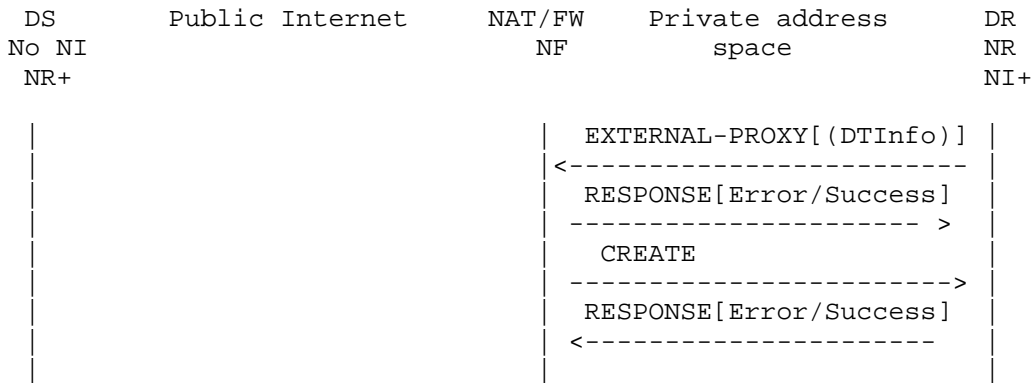 DS Public Internet NAT/FW Private address DR
No NI NF space NR
NR+ NI+
| | EXTERNAL-PROXY[(DTInfo)] |
| |<------------------------- |
| | RESPONSE[Error/Success] |
| | ---------------------- > |
| | CREATE |
| | ------------------------> |
| | RESPONSE[Error/Success] |
| | <---------------------- |
| | |